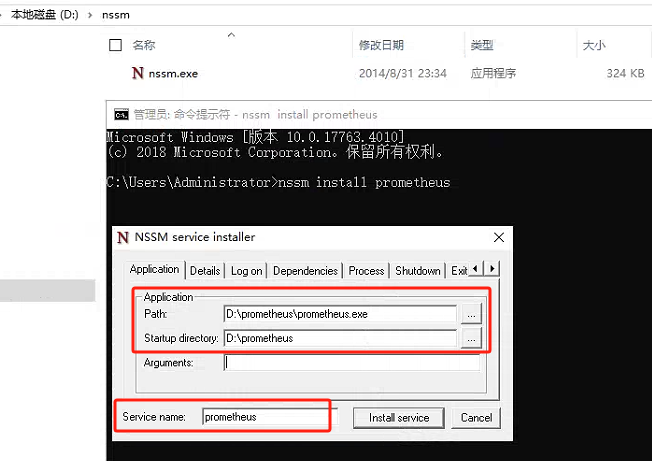 本地磁盘 (D:) › nssm
名称 修改日期 类型 大小
nssm.exe 2014/8/31 23:34 应用程序 324 KB
管理员: 命令提示符 - nssm install prometheus
Microsoft Windows [版本 10.0.17763.4010]
(c) 2018 Microsoft Corporation。保留所有权利。
C:\Users\Administrator>nssm install prometheus
NSSM service installer
Application Details Log on Dependencies Process Shutdown Exit
Application
Path: D:\prometheus\prometheus.exe ...
Startup directory: D:\prometheus ...
Arguments:
Service name: prometheus Install service Cancel